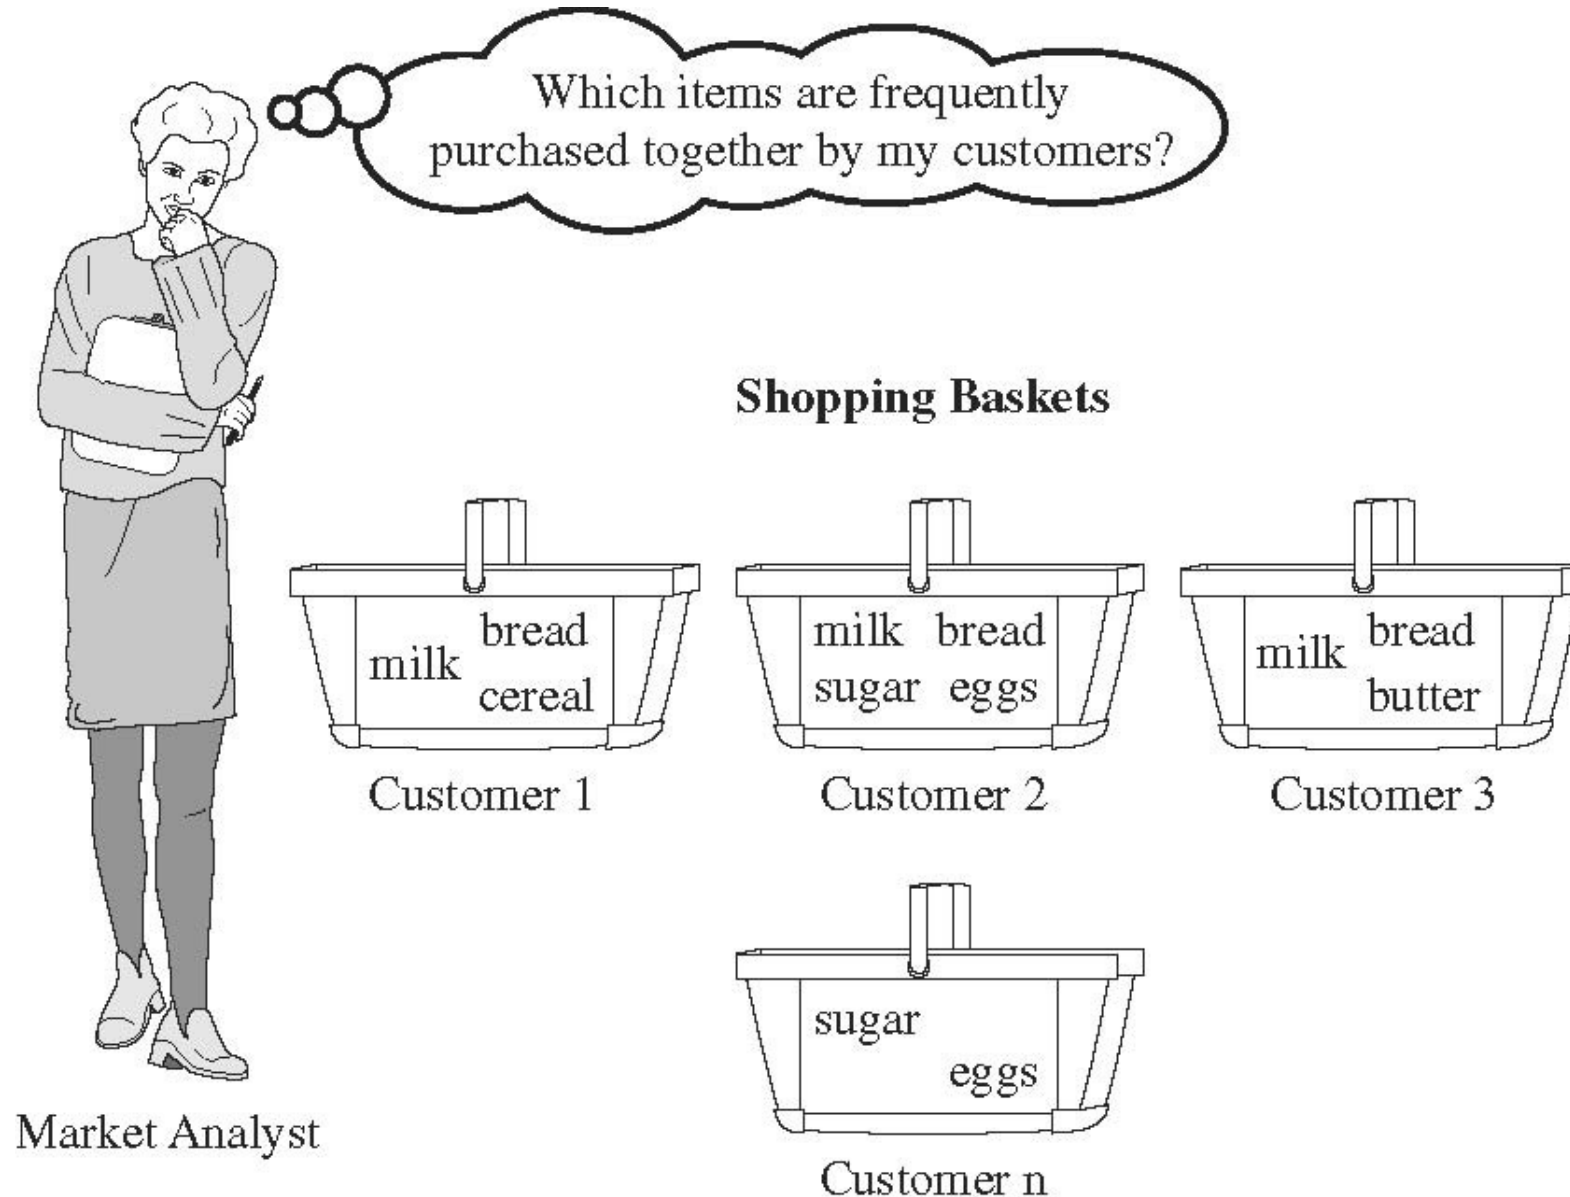 Which items are frequently
purchased together by my customers?
Shopping Baskets
milk
bread
cereal
Customer 1
milk bread
sugar eggs
Customer 2
milk
bread
butter
Customer 3
sugar
eggs
Customer n
Market Analyst